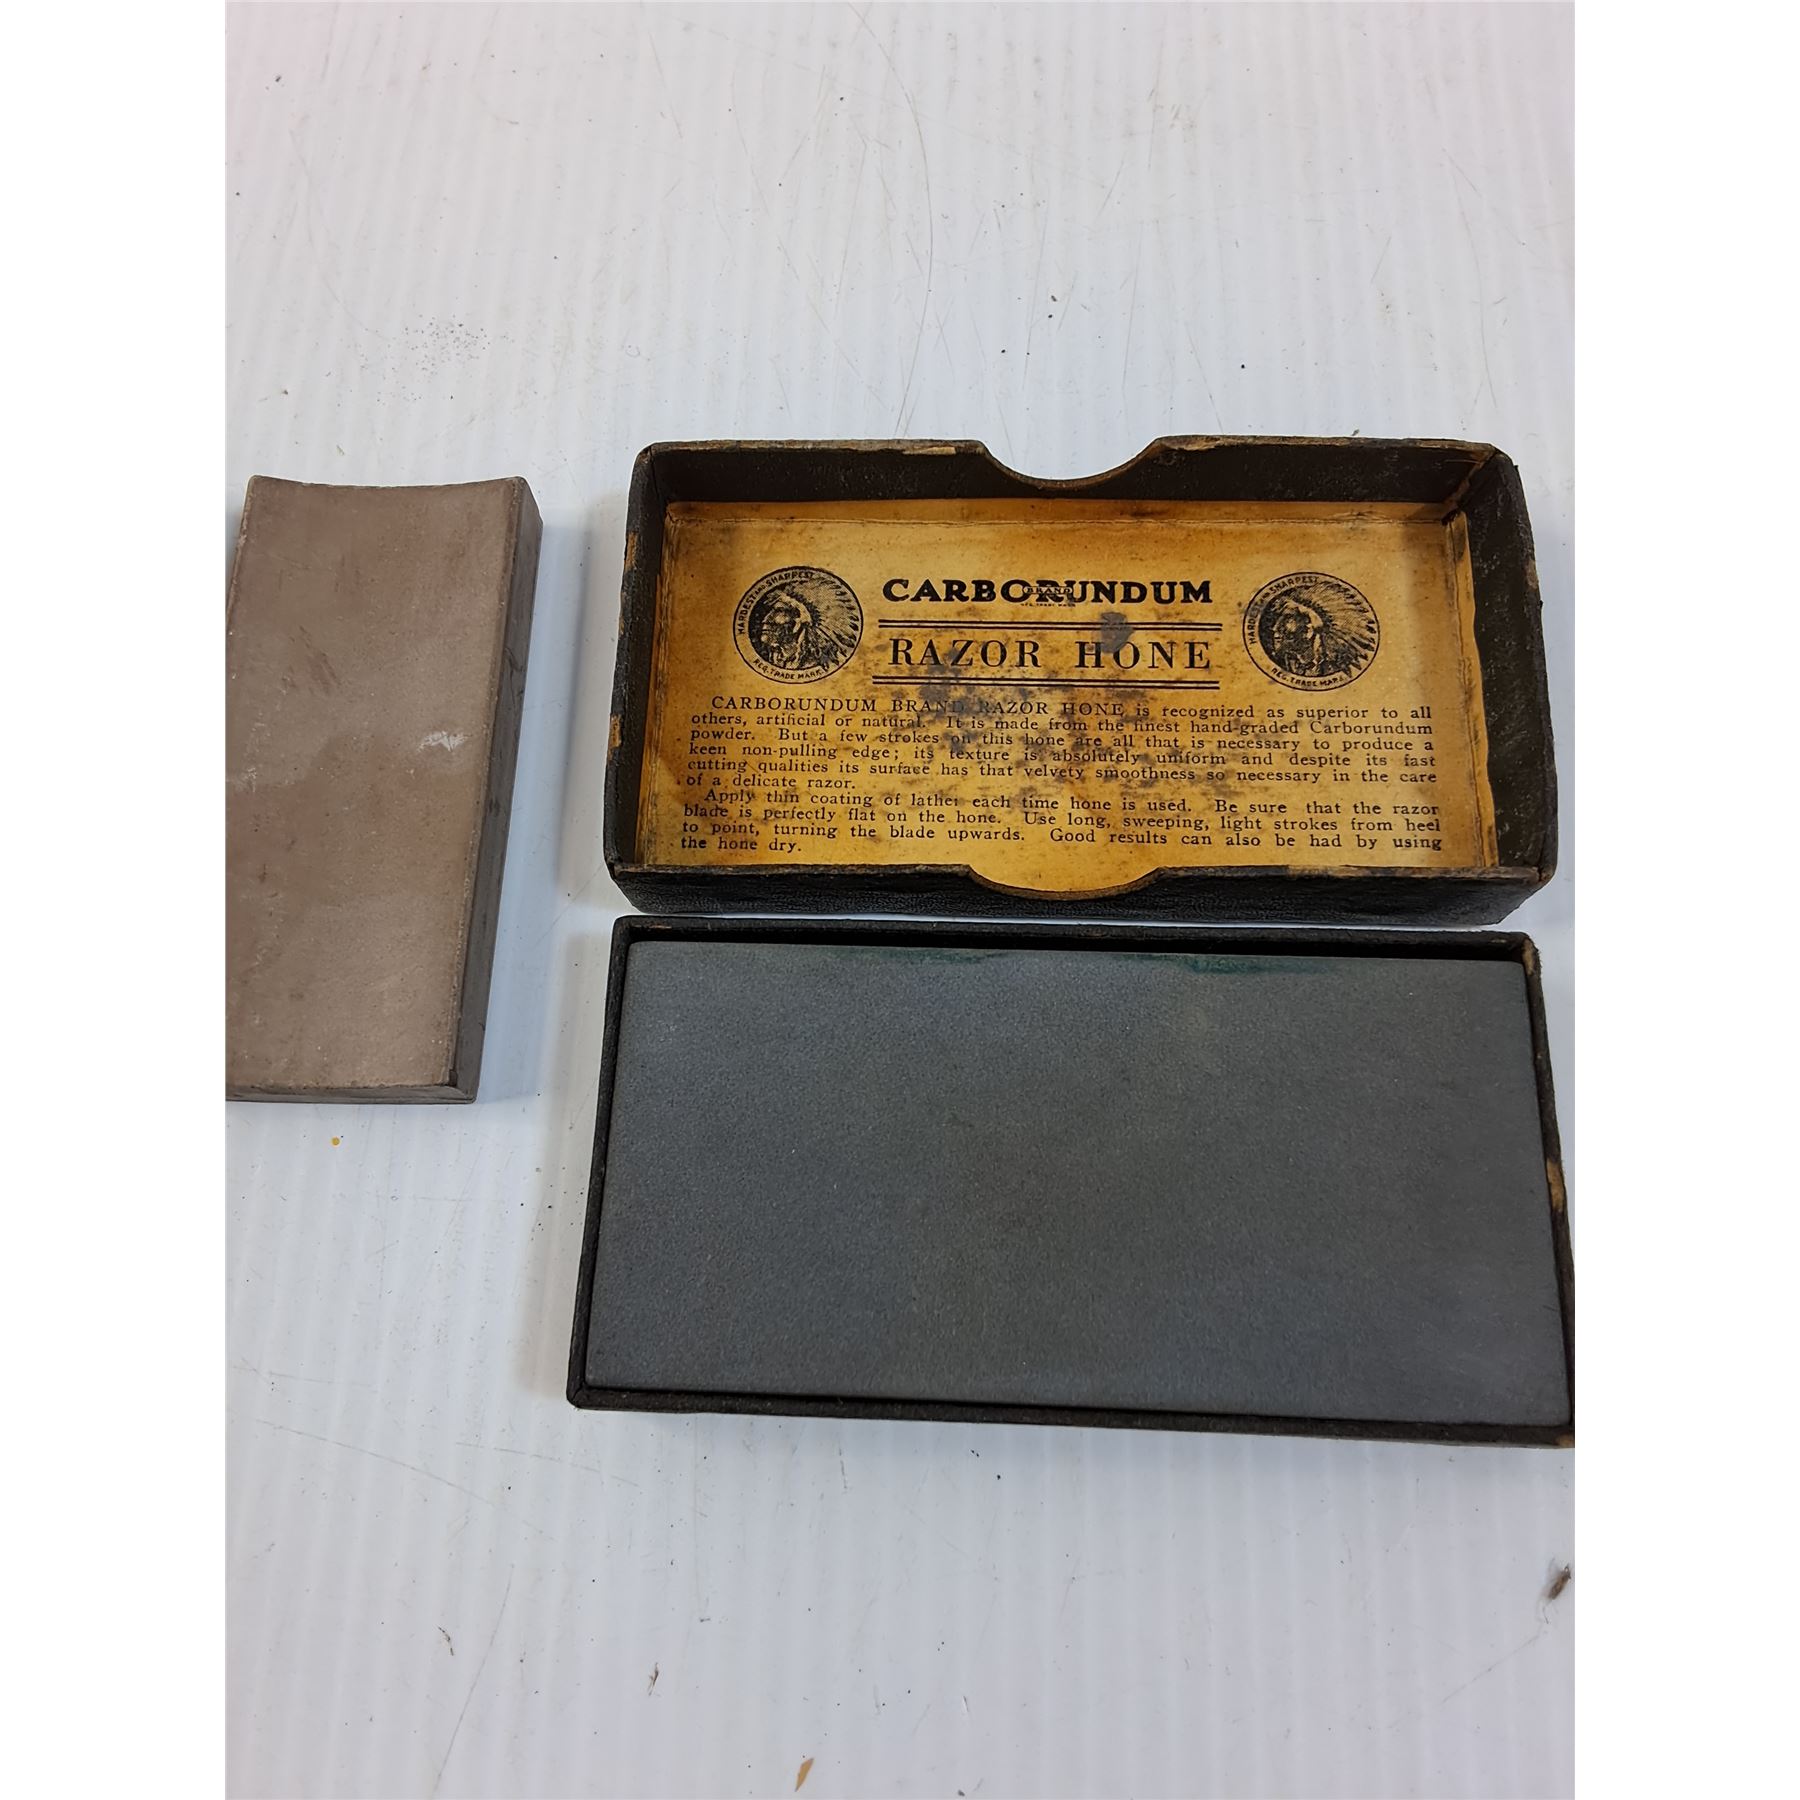 HARDEST AND SHARPEST
REG. TRADE MARK
CARBORUNDUM
BRAND
REG. TRADE MARK
HARDEST AND SHARPEST
REG. TRADE MARK
RAZOR HONE
CARBORUNDUM BRAND RAZOR HONE is recognized as superior to all
others, artificial or natural. It is made from the finest hand-graded Carborundum
powder. But a few strokes on this hone are all that is necessary to produce a
keen non-pulling edge; its texture is absolutely uniform and despite its fast
cutting qualities its surface has that velvety smoothness so necessary in the care
of a delicate razor.
Apply thin coating of lather each time hone is used. Be sure that the razor
blade is perfectly flat on the hone. Use long, sweeping, light strokes from heel
to point, turning the blade upwards. Good results can also be had by using
the hone dry.